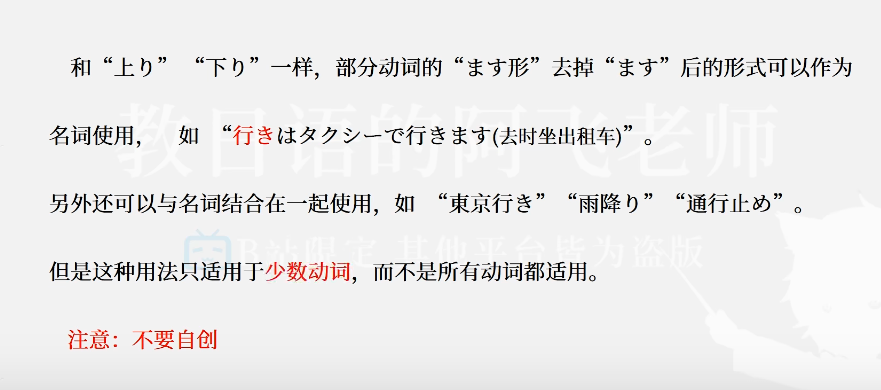 和“上り” “下り”一样，部分动词的“ます形”去掉“ます”后的形式可以作为
名词使用， 如 “行きはタクシーで行きます(去时坐出租车)”。
另外还可以与名词结合在一起使用，如 “東京行き”“雨降り”“通行止め”。
但是这种用法只适用于少数动词，而不是所有动词都适用。
注意：不要自创
教日语的阿飞老师
B站限定 其他平台皆为盗版